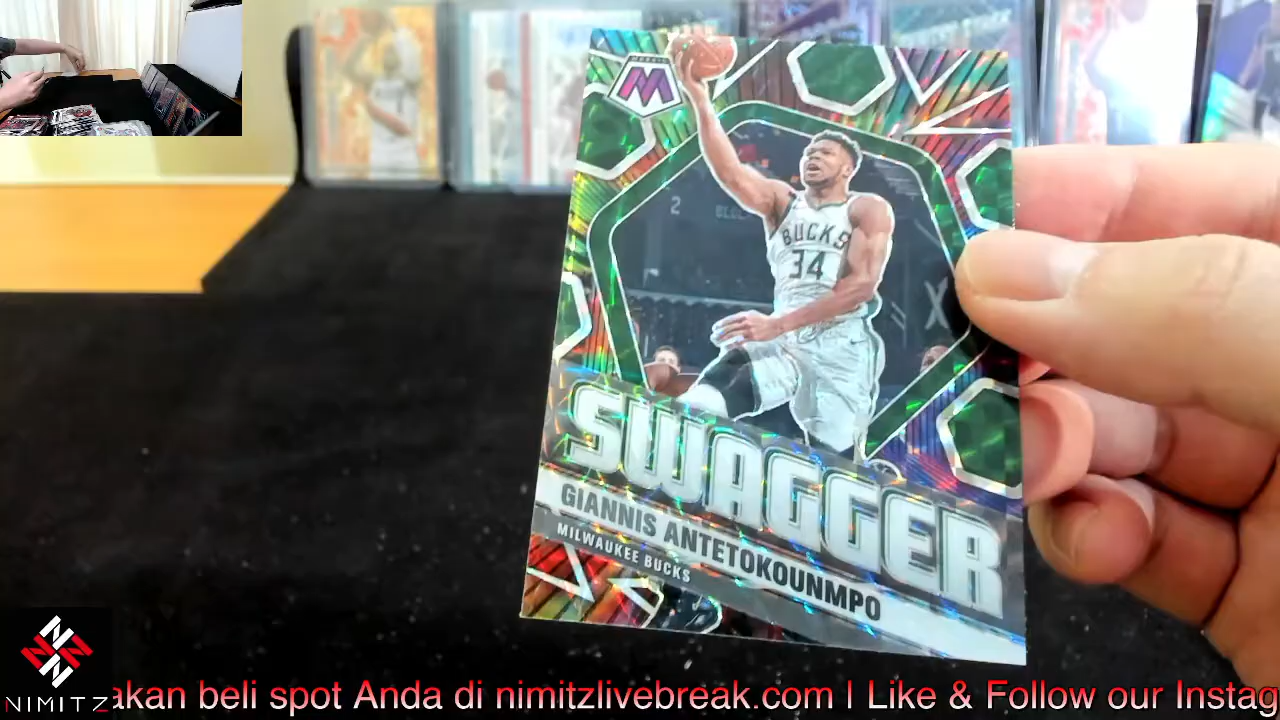 MOSAIC
M
2
BUCKS
34
X
SWAGGER
GIANNIS ANTETOKOUNMPO
MILWAUKEE BUCKS
NIMITZ
akan beli spot Anda di nimitzlivebreak.com | Like & Follow our Instag